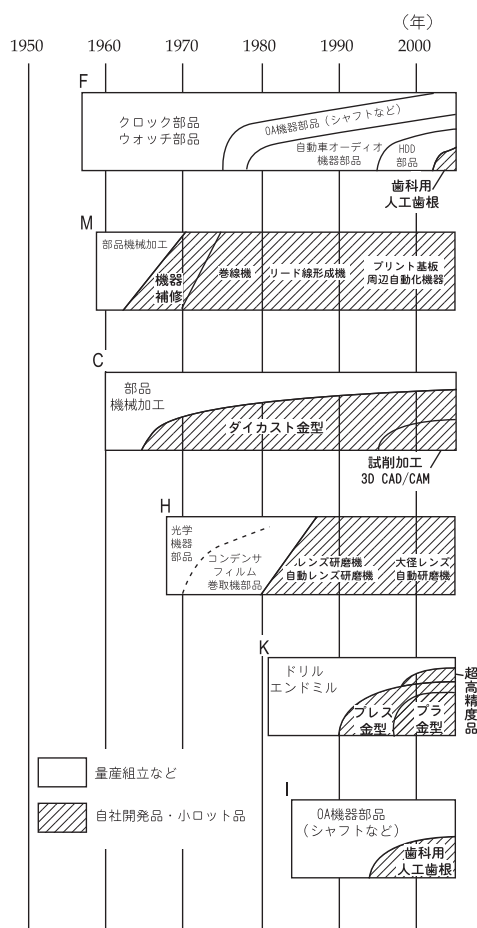 (年)
1950 1960 1970 1980 1990 2000
F
クロック部品
ウォッチ部品
OA機器部品(シャフトなど)
自動車オーディオ
機器部品
HDD
部品
歯科用
人工歯根
M
部品機械加工
機器
補修
巻線機
リード線形成機
プリント基板
周辺自動化機器
C
部品
機械加工
ダイカスト金型
試削加工
3D CAD/CAM
H
光学
機器
部品
コンデンサ
フィルム
巻取機部品
レンズ研磨機
自動レンズ研磨機
大径レンズ
自動研磨機
K
ドリル
エンドミル
プレス
金型
プラ
金型
超高精度品
I
OA機器部品
(シャフトなど)
歯科用
人工歯根
量産組立など
自社開発品・小ロット品